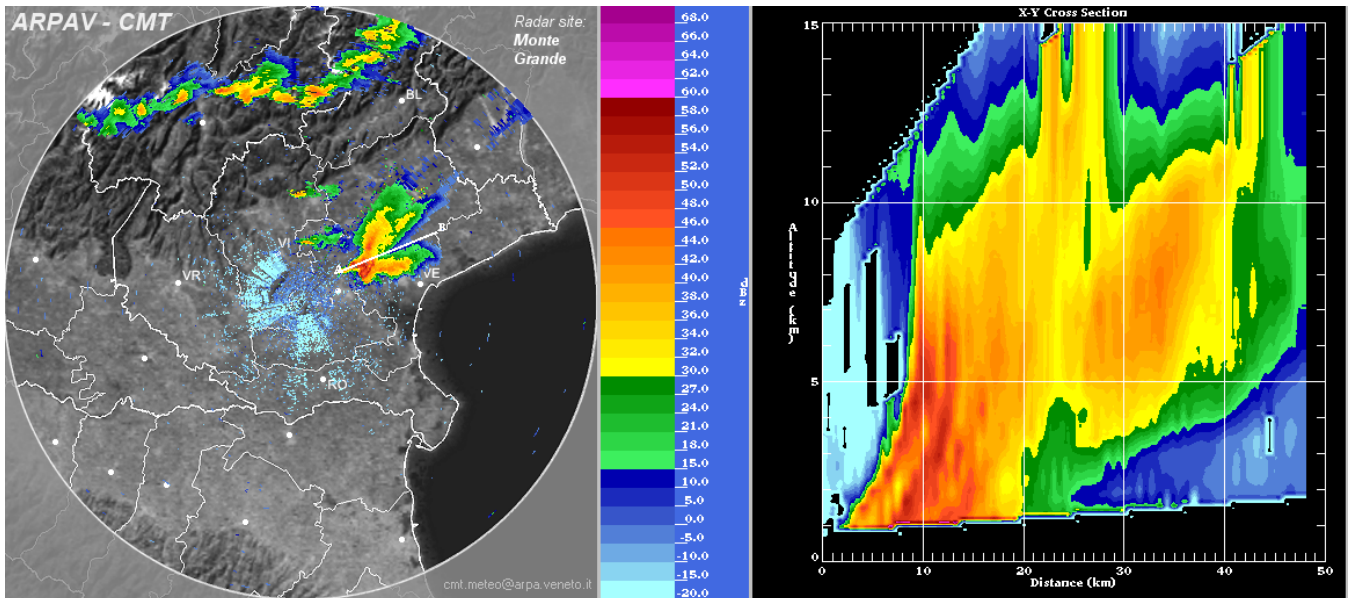 ARPAV - CMT
Radar site:
Monte
Grande
BL
VI
A
B
VR
VE
RO
cmt.meteo@arpa.veneto.it
68.0
66.0
64.0
62.0
60.0
58.0
56.0
54.0
52.0
50.0
48.0
46.0
44.0
42.0
40.0
38.0
36.0
34.0
32.0
30.0
27.0
24.0
21.0
18.0
15.0
10.0
5.0
0.0
-5.0
-10.0
-15.0
-20.0
dBZ
X-Y Cross Section
15
10
5
0
Altitude (km)
0
10
20
30
40
50
Distance (km)